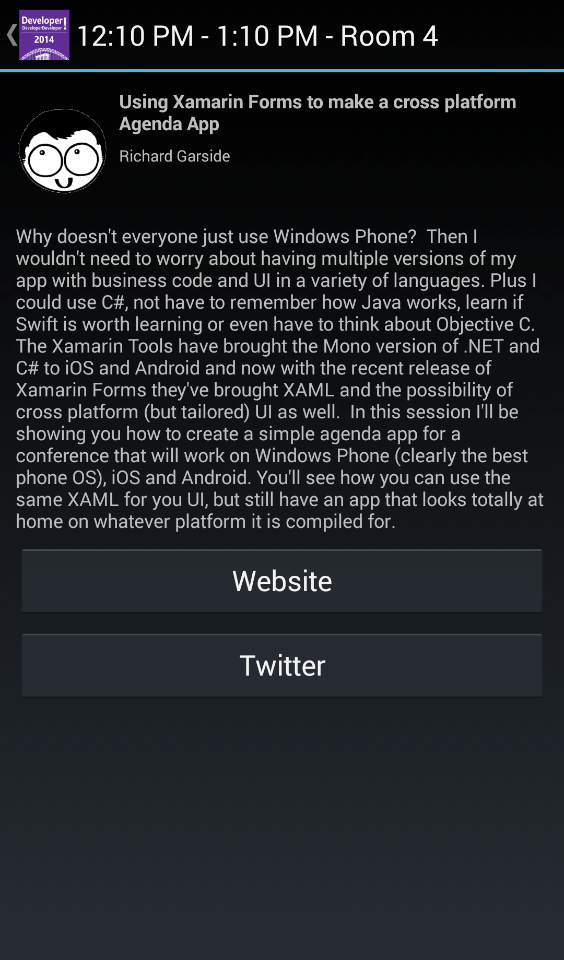 Developer!
DeveloperDeveloper!
2014
12:10 PM - 1:10 PM - Room 4
Using Xamarin Forms to make a cross platform
Agenda App
Richard Garside
Why doesn't everyone just use Windows Phone?  Then I
wouldn't need to worry about having multiple versions of my
app with business code and UI in a variety of languages. Plus I
could use C#, not have to remember how Java works, learn if
Swift is worth learning or even have to think about Objective C.
The Xamarin Tools have brought the Mono version of .NET and
C# to iOS and Android and now with the recent release of
Xamarin Forms they've brought XAML and the possibility of
cross platform (but tailored) UI as well.  In this session I'll be
showing you how to create a simple agenda app for a
conference that will work on Windows Phone (clearly the best
phone OS), iOS and Android. You'll see how you can use the
same XAML for you UI, but still have an app that looks totally at
home on whatever platform it is compiled for.
Website
Twitter